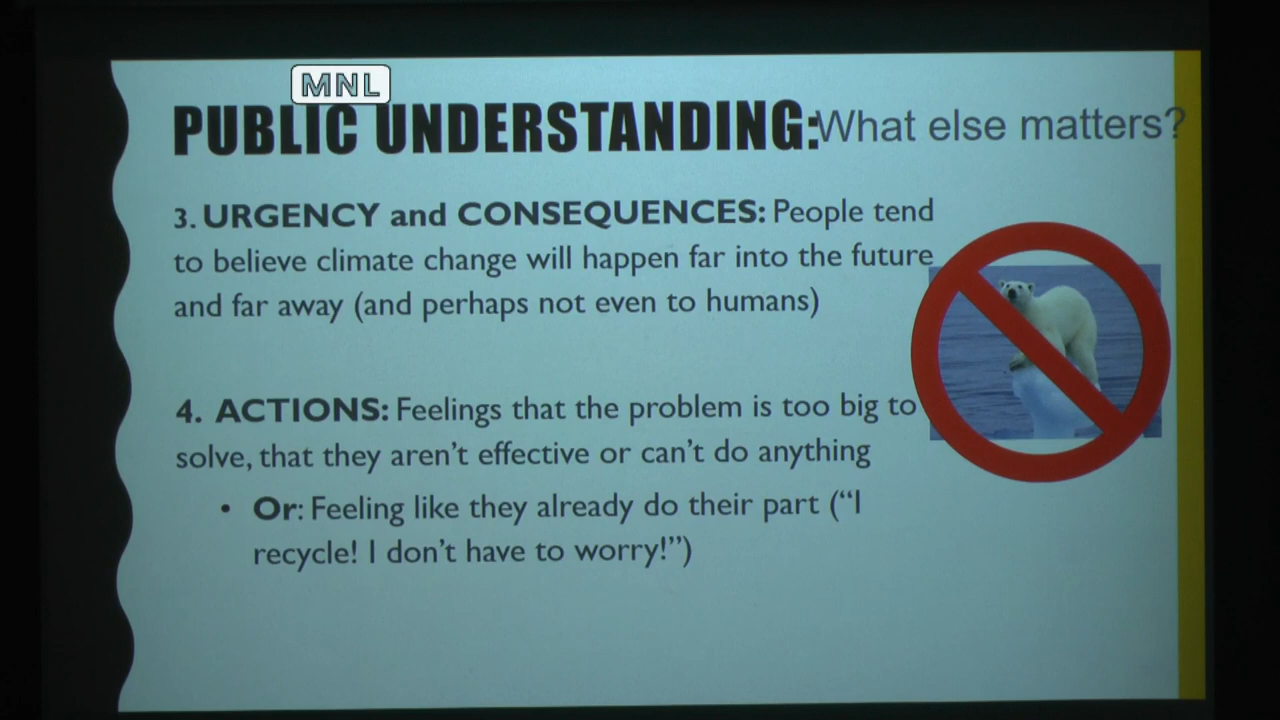 MNL
PUBLIC UNDERSTANDING: What else matters?
3. URGENCY and CONSEQUENCES: People tend
to believe climate change will happen far into the future
and far away (and perhaps not even to humans)
4. ACTIONS: Feelings that the problem is too big to
solve, that they aren't effective or can't do anything
• Or: Feeling like they already do their part (“I
recycle! I don't have to worry!”)